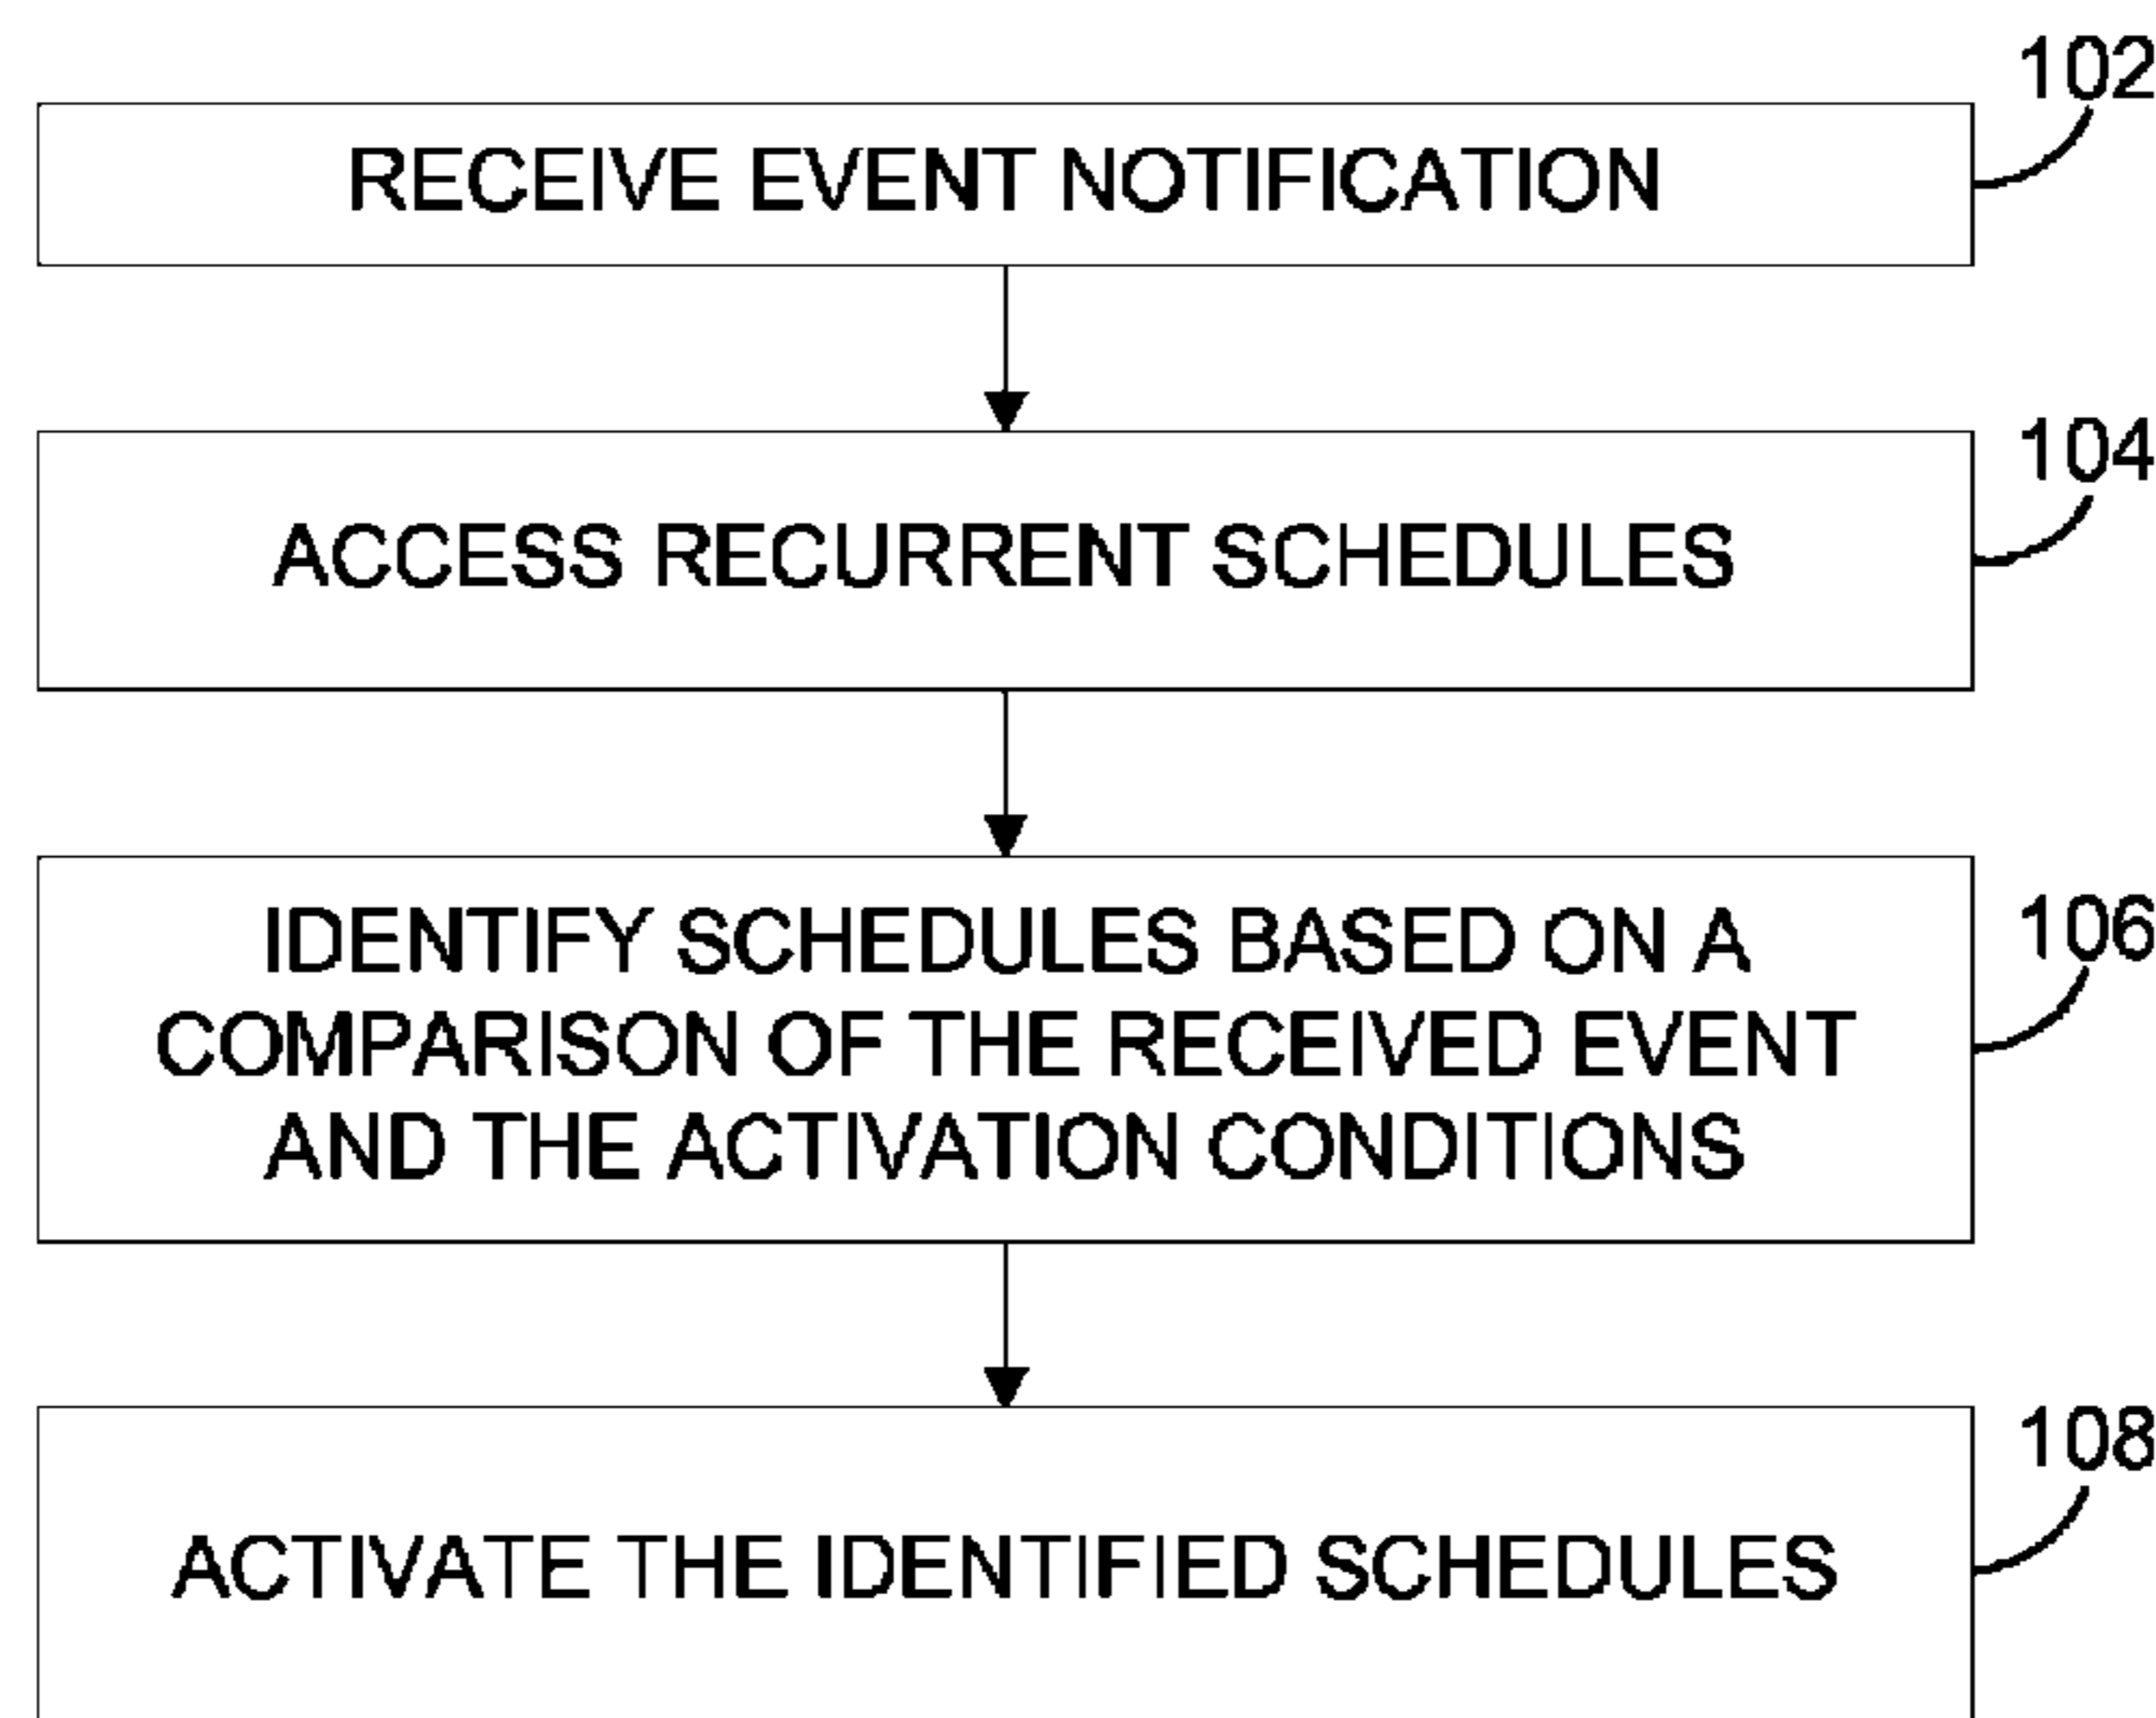 102
RECEIVE EVENT NOTIFICATION
104
ACCESS RECURRENT SCHEDULES
106
IDENTIFY SCHEDULES BASED ON A
COMPARISON OF THE RECEIVED EVENT
AND THE ACTIVATION CONDITIONS
108
ACTIVATE THE IDENTIFIED SCHEDULES